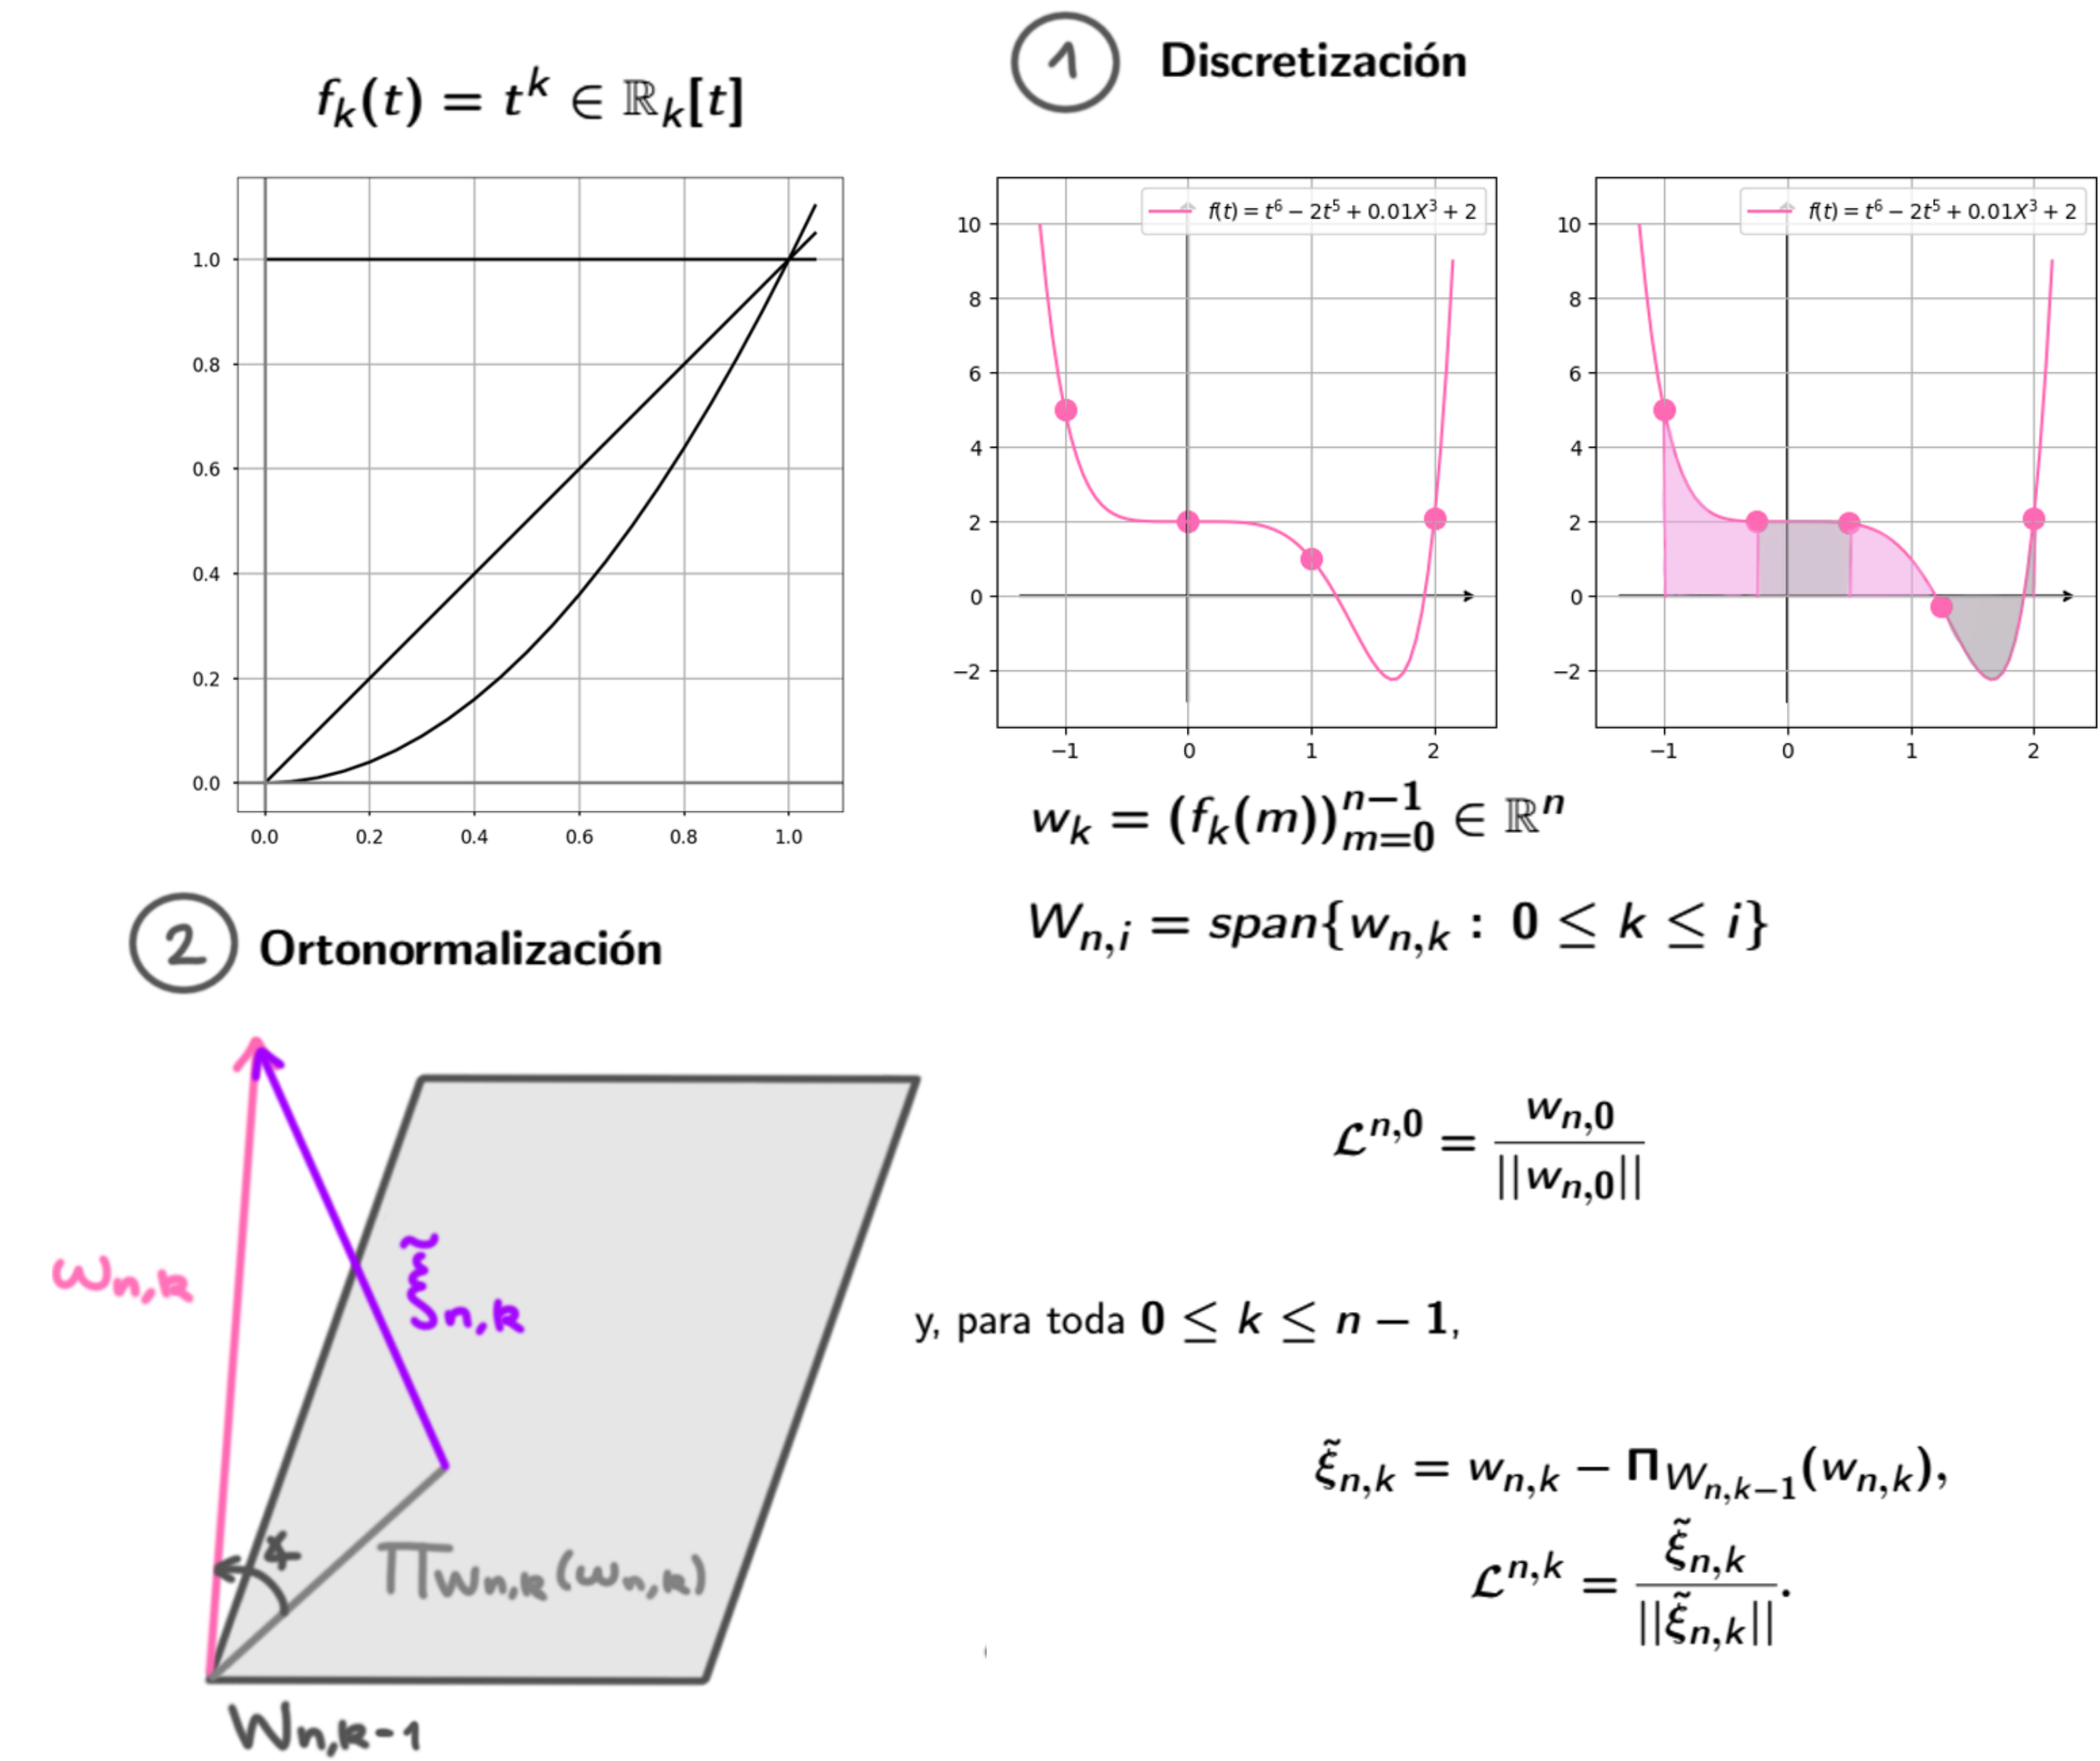 f_k(t) = t^k ∈ ℝ_k[t]
1.0
0.8
0.6
0.4
0.2
0.0
0.0 0.2 0.4 0.6 0.8 1.0
1 Discretización
f(t) = t^6 − 2t^5 + 0.01X^3 + 2
10
8
6
4
2
0
−2
−1 0 1 2
f(t) = t^6 − 2t^5 + 0.01X^3 + 2
10
8
6
4
2
0
−2
−1 0 1 2
w_k = (f_k(m))_{m=0}^{n−1} ∈ ℝ^n
W_{n,i} = span{w_{n,k} : 0 ≤ k ≤ i}
2 Ortonormalización
ω_{n,k}
ξ̃_{n,k}
∡
Π_{W_{n,k}}(ω_{n,k})
W_{n,k-1}
ℒ^{n,0} = w_{n,0} / ||w_{n,0}||
y, para toda 0 ≤ k ≤ n − 1,
ξ̃_{n,k} = w_{n,k} − Π_{W_{n,k−1}}(w_{n,k}),
ℒ^{n,k} = ξ̃_{n,k} / ||ξ̃_{n,k}||.